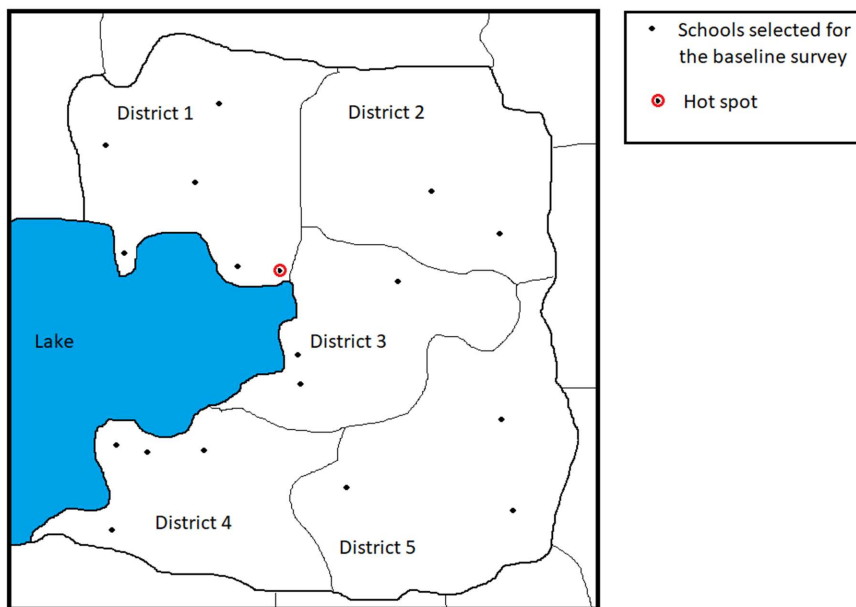 Schools selected for
the baseline survey
Hot spot
District 1
District 2
Lake
District 3
District 4
District 5